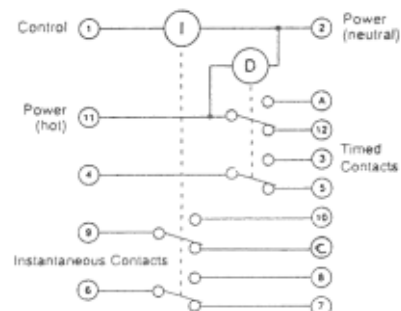 Control 1 I 2 Power
(neutral)
D
Power
(hot) 11
A
12
3 Timed
Contacts
4
5
10
9
C
Instantaneous Contacts
8
6
7